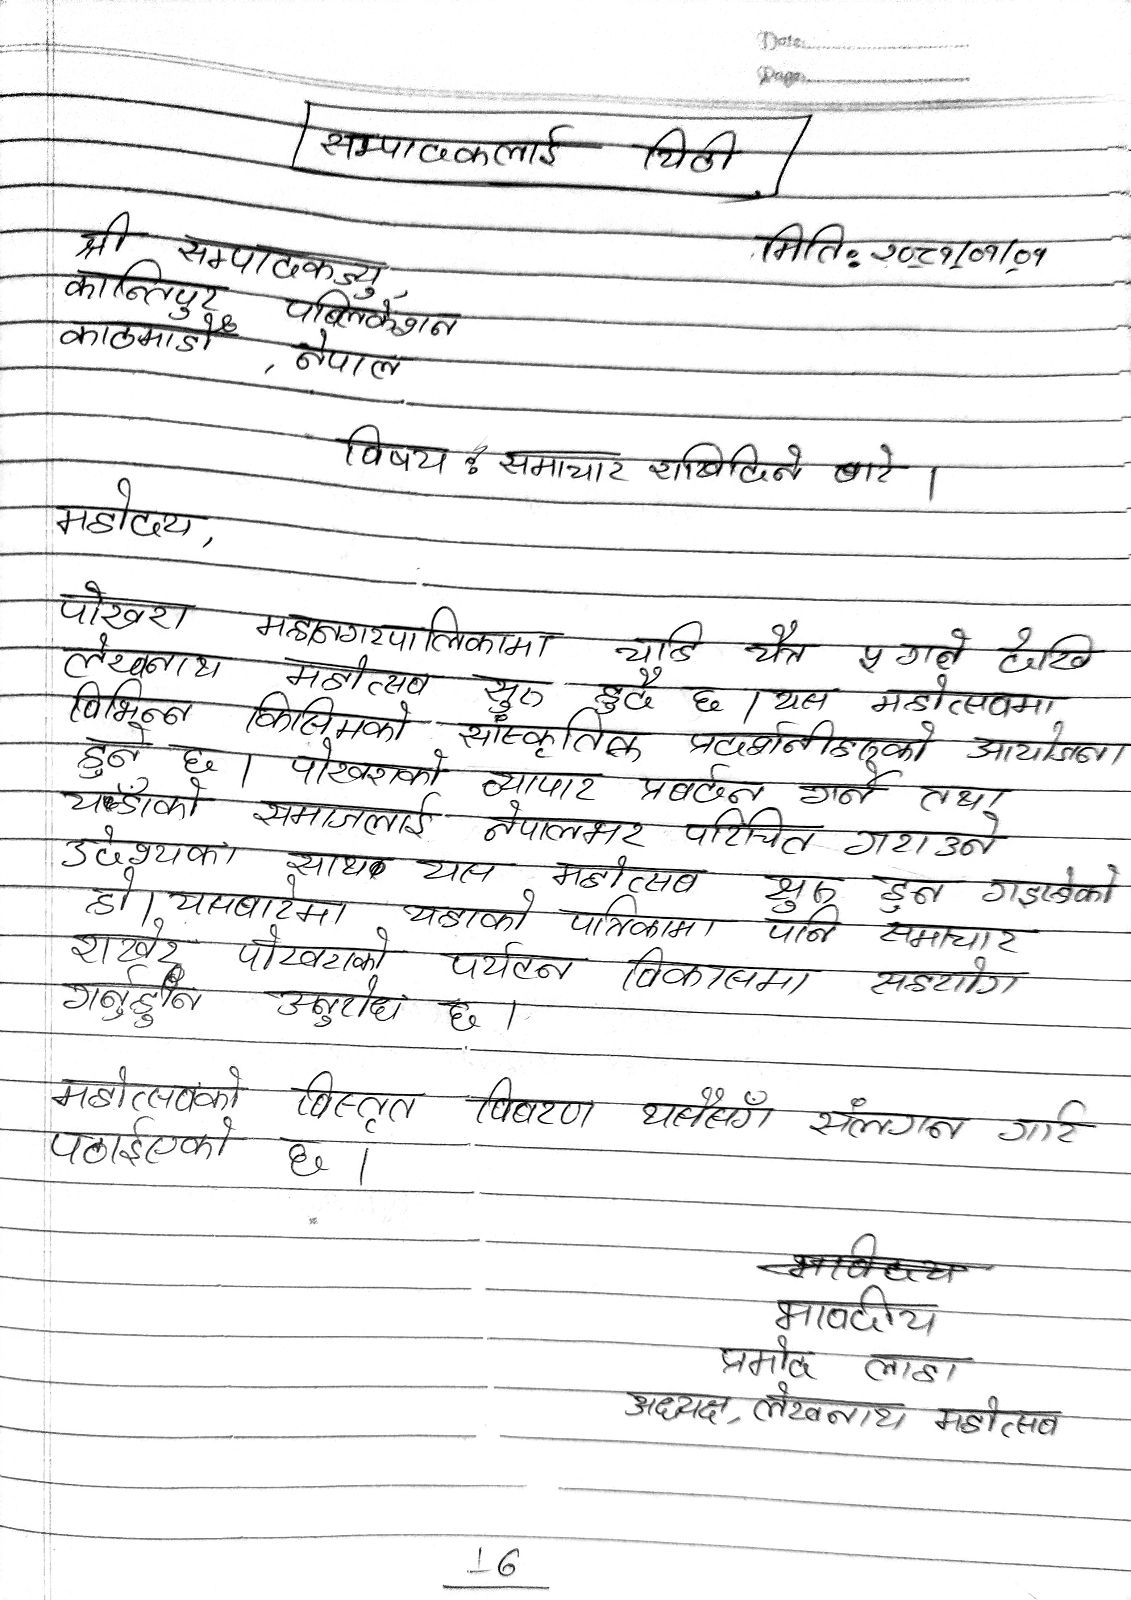 Date
Page
सम्पादकलाई चिठी
मिति: २०८१/०१/०१
श्री सम्पादकज्यु,
कान्तिपुर पब्लिकेशन
काठमाडौं , नेपाल
विषय : समाचार राखिदिने बारे ।
महोदय,
पोखरा महानगरपालिकामा यहि चैत्र ५ गते देखि
लेखनाथ महोत्सव सुरु हुदै छ । यस महोत्सवमा
विभिन्न किसिमको सांस्कृतिक प्रदर्शनीहरुको आयोजना
हुने छ । पोखराको व्यापार प्रवर्द्धन गर्ने तथा
यहाँको समाजलाई नेपालभर परिचित गराउने
उदेश्यका साथ यस महोत्सव सुरु हुन गइरहेको
हो । यसबारेमा यहाको पत्रिकामा पनि समाचार
राखेर पोखराको पर्यटन विकासमा सहयोग
गर्नुहुन अनुरोध छ ।
महोत्सवको विस्तृत विवरण यसैसँग संलगन गरि
पठाईएको छ ।
भावदीय
प्रमोद लाहा
अध्यक्ष, लेखनाथ महोत्सव
16